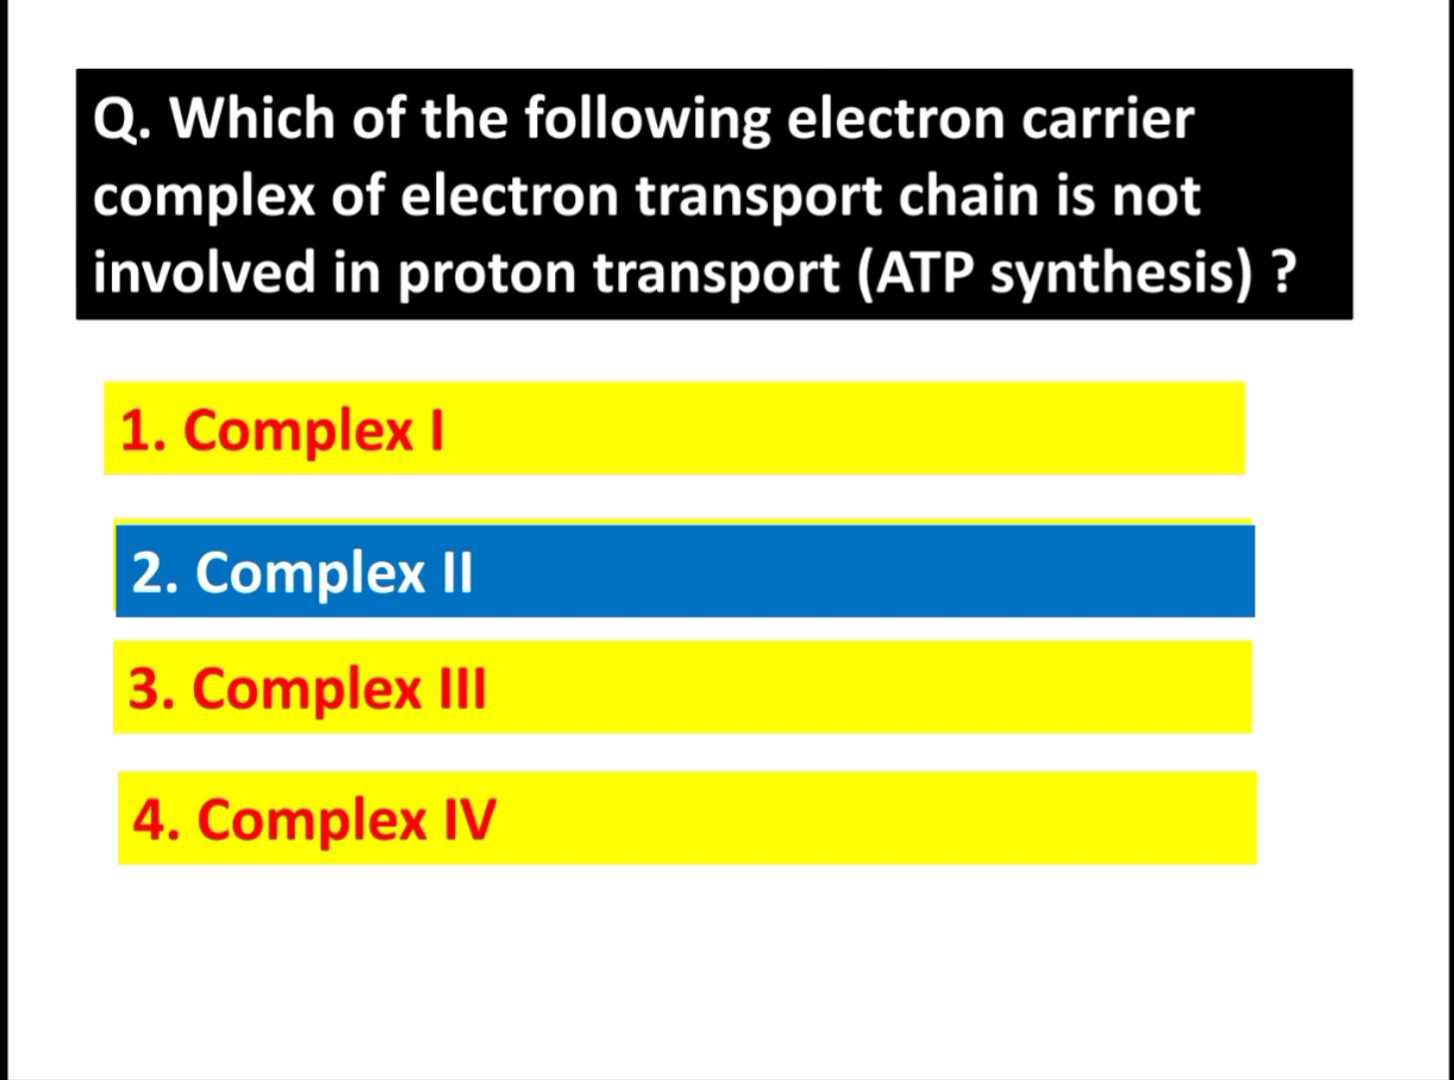 Q. Which of the following electron carrier
complex of electron transport chain is not
involved in proton transport (ATP synthesis) ?
1. Complex I
2. Complex II
3. Complex III
4. Complex IV